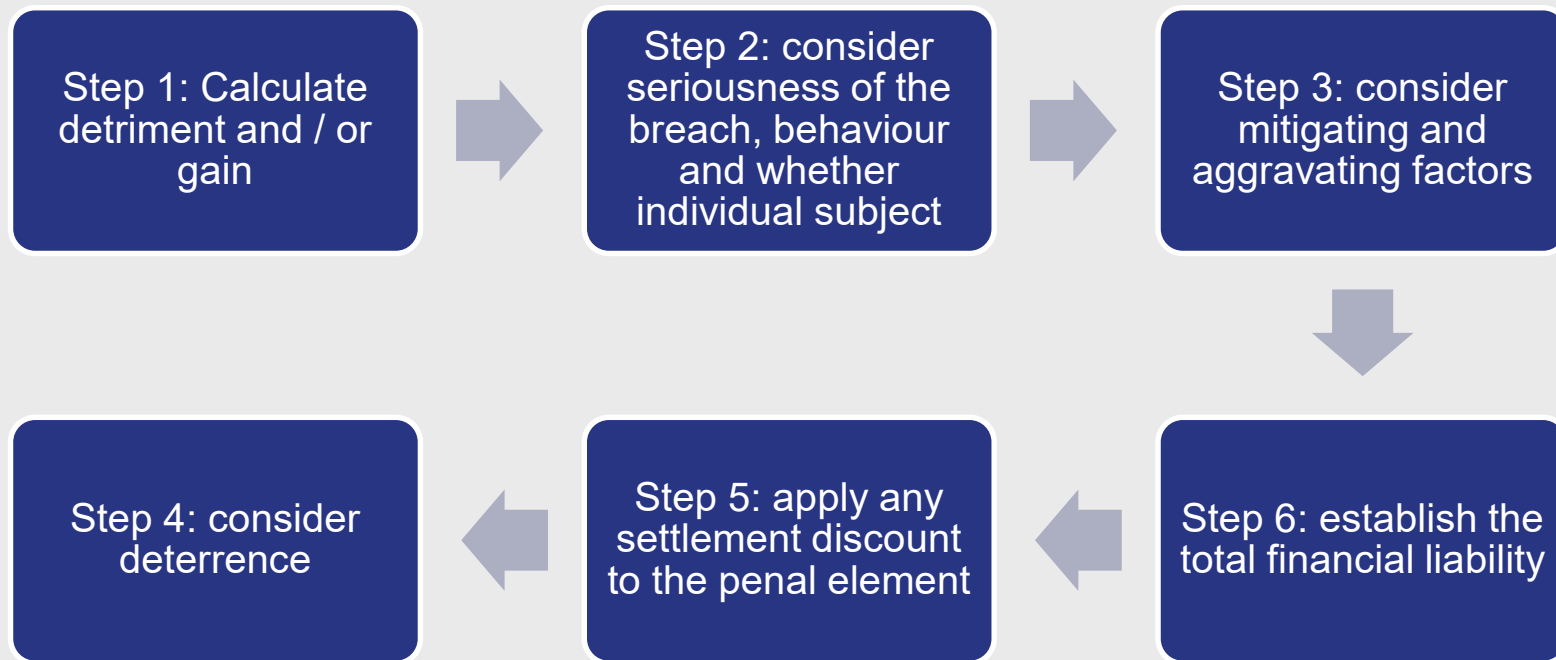 Step 1: Calculate
detriment and / or
gain
Step 2: consider
seriousness of the
breach, behaviour
and whether
individual subject
Step 3: consider
mitigating and
aggravating factors
Step 4: consider
deterrence
Step 5: apply any
settlement discount
to the penal element
Step 6: establish the
total financial liability